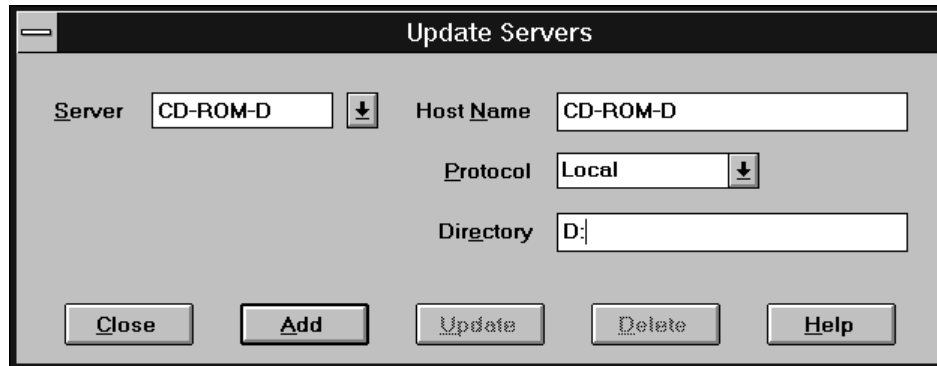 Update Servers
Server CD-ROM-D Host Name CD-ROM-D
Protocol Local
Directory D:
Close Add Update Delete Help